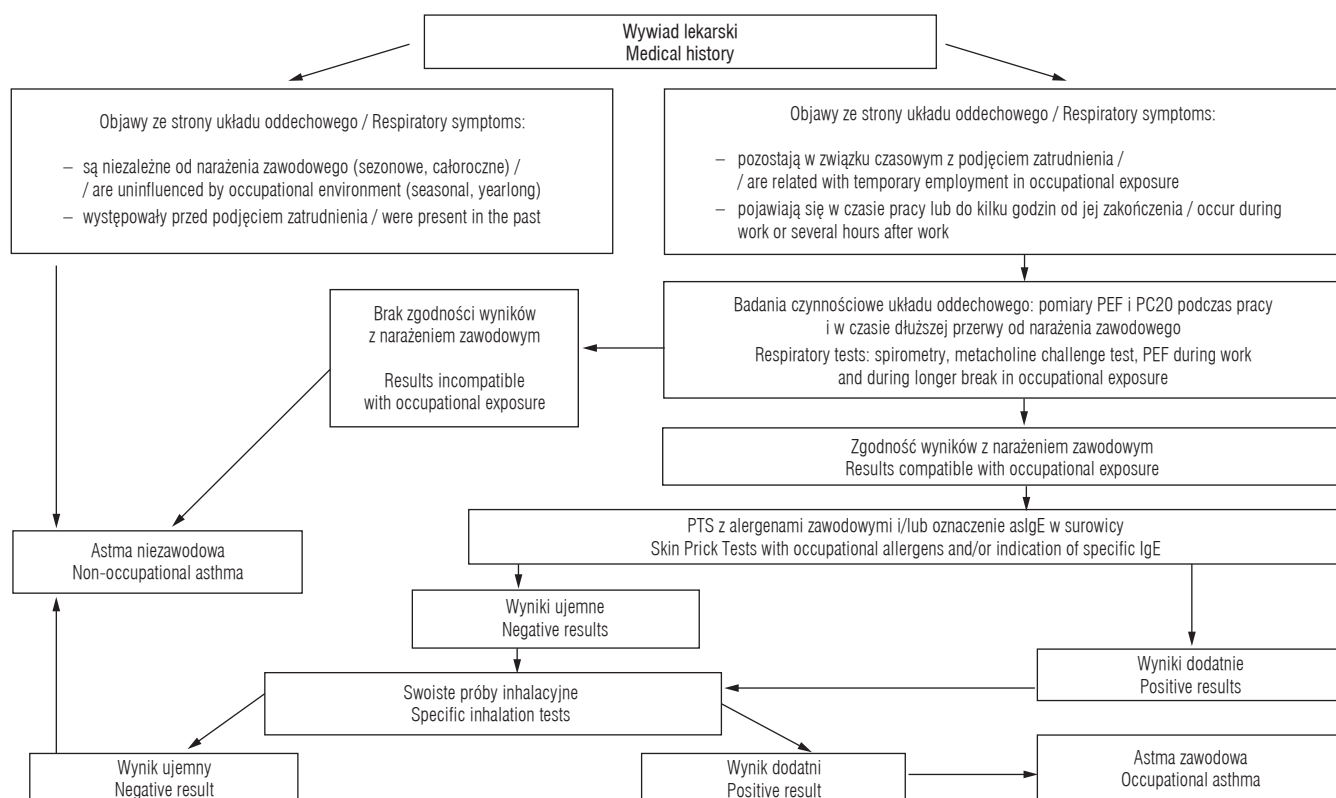 Wywiad lekarski
Medical history
Objawy ze strony układu oddechowego / Respiratory symptoms:
– są niezależne od narażenia zawodowego (sezonowe, całoroczne) /
/ are uninfluenced by occupational environment (seasonal, yearlong)
– występowały przed podjęciem zatrudnienia / were present in the past
Objawy ze strony układu oddechowego / Respiratory symptoms:
– pozostają w związku czasowym z podjęciem zatrudnienia /
/ are related with temporary employment in occupational exposure
– pojawiają się w czasie pracy lub do kilku godzin od jej zakończenia / occur during
work or several hours after work
Brak zgodności wyników
z narażeniem zawodowym
Results incompatible
with occupational exposure
Badania czynnościowe układu oddechowego: pomiary PEF i PC20 podczas pracy
i w czasie dłuższej przerwy od narażenia zawodowego
Respiratory tests: spirometry, metacholine challenge test, PEF during work
and during longer break in occupational exposure
Zgodność wyników z narażeniem zawodowym
Results compatible with occupational exposure
PTS z alergenami zawodowymi i/lub oznaczenie asIgE w surowicy
Skin Prick Tests with occupational allergens and/or indication of specific IgE
Astma niezawodowa
Non-occupational asthma
Wyniki ujemne
Negative results
Wyniki dodatnie
Positive results
Swoiste próby inhalacyjne
Specific inhalation tests
Wynik ujemny
Negative result
Wynik dodatni
Positive result
Astma zawodowa
Occupational asthma